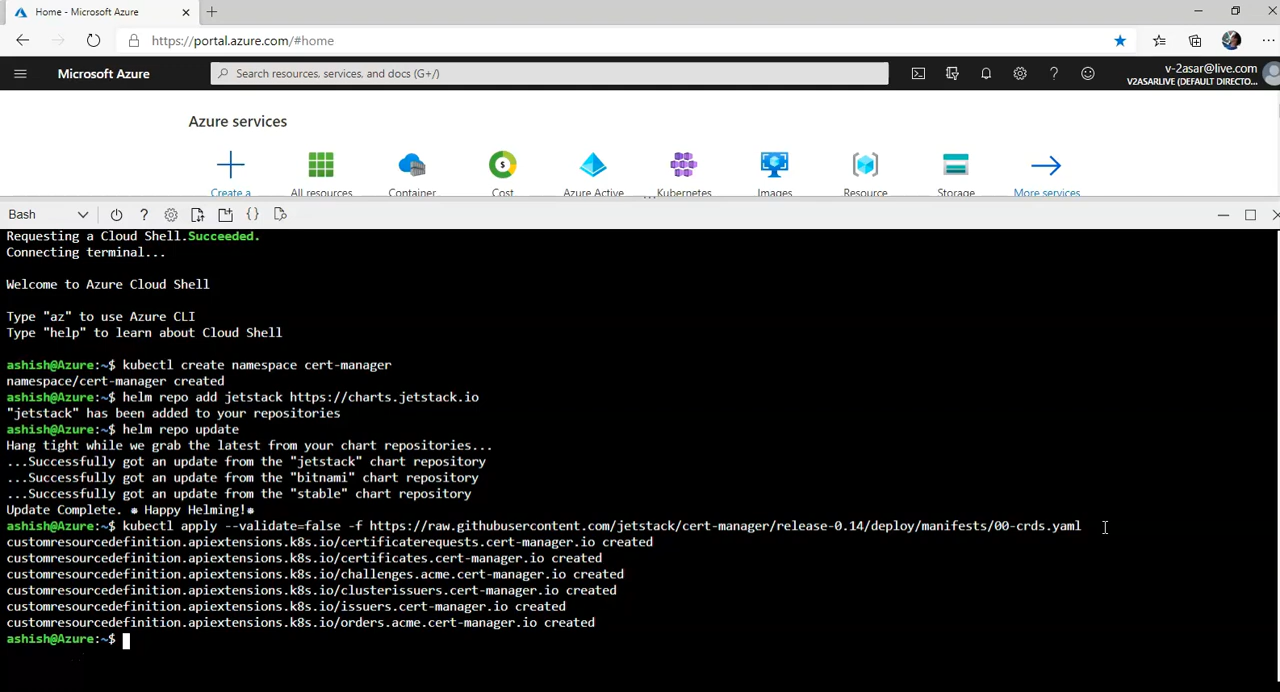 Home - Microsoft Azure
https://portal.azure.com/#home
Microsoft Azure
Search resources, services, and docs (G+/)
v-2asar@live.com
V2ASARLIVE (DEFAULT DIRECTO...
Azure services
Create a
All resources
Container
Cost
Azure Active
Kubernetes
Images
Resource
Storage
More services
Bash
Requesting a Cloud Shell.Succeeded.
Connecting terminal...
Welcome to Azure Cloud Shell
Type "az" to use Azure CLI
Type "help" to learn about Cloud Shell
ashish@Azure:~$ kubectl create namespace cert-manager
namespace/cert-manager created
ashish@Azure:~$ helm repo add jetstack https://charts.jetstack.io
"jetstack" has been added to your repositories
ashish@Azure:~$ helm repo update
Hang tight while we grab the latest from your chart repositories...
...Successfully got an update from the "jetstack" chart repository
...Successfully got an update from the "bitnami" chart repository
...Successfully got an update from the "stable" chart repository
Update Complete. ⎈ Happy Helming!⎈
ashish@Azure:~$ kubectl apply --validate=false -f https://raw.githubusercontent.com/jetstack/cert-manager/release-0.14/deploy/manifests/00-crds.yaml
customresourcedefinition.apiextensions.k8s.io/certificaterequests.cert-manager.io created
customresourcedefinition.apiextensions.k8s.io/certificates.cert-manager.io created
customresourcedefinition.apiextensions.k8s.io/challenges.acme.cert-manager.io created
customresourcedefinition.apiextensions.k8s.io/clusterissuers.cert-manager.io created
customresourcedefinition.apiextensions.k8s.io/issuers.cert-manager.io created
customresourcedefinition.apiextensions.k8s.io/orders.acme.cert-manager.io created
ashish@Azure:~$